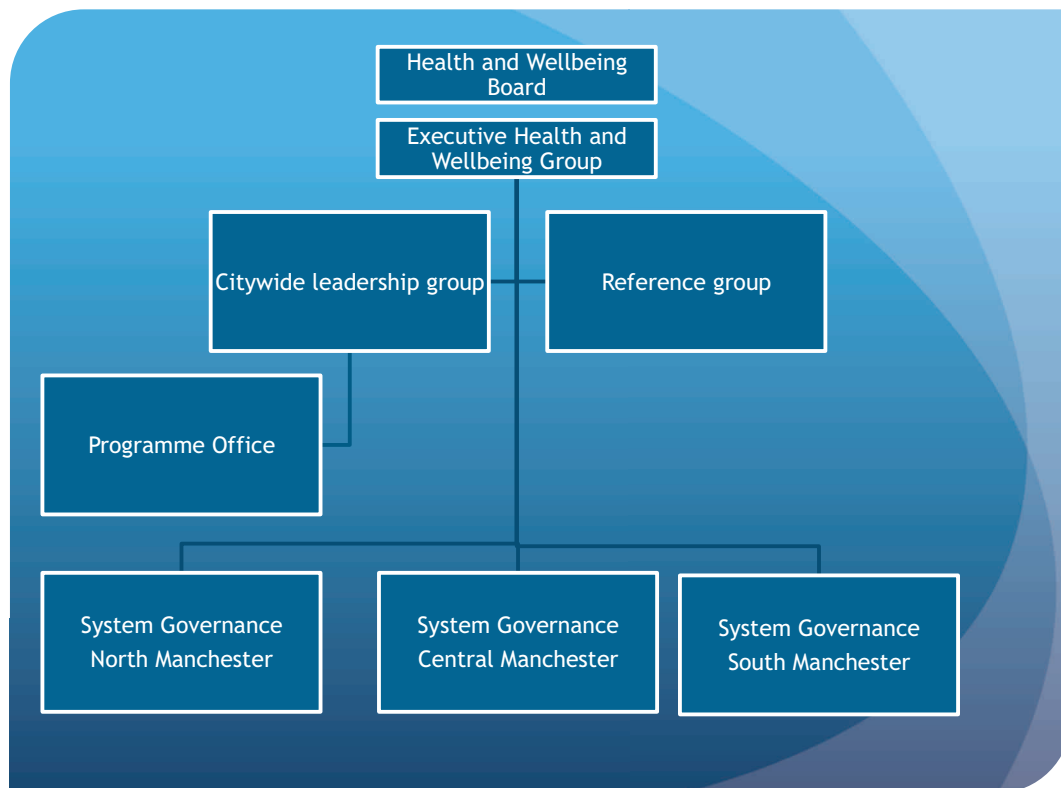 Health and Wellbeing
Board
Executive Health and
Wellbeing Group
Citywide leadership group
Reference group
Programme Office
System Governance
North Manchester
System Governance
Central Manchester
System Governance
South Manchester